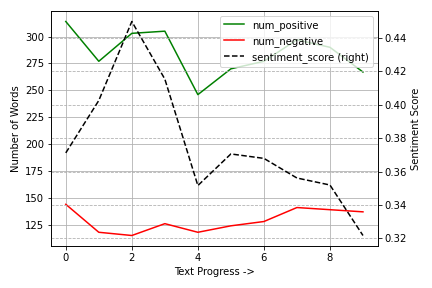 num_positive
num_negative
sentiment_score (right)
300
275
250
225
200
175
150
125
Number of Words
0.44
0.42
0.40
0.38
0.36
0.34
0.32
Sentiment Score
0 2 4 6 8
Text Progress ->